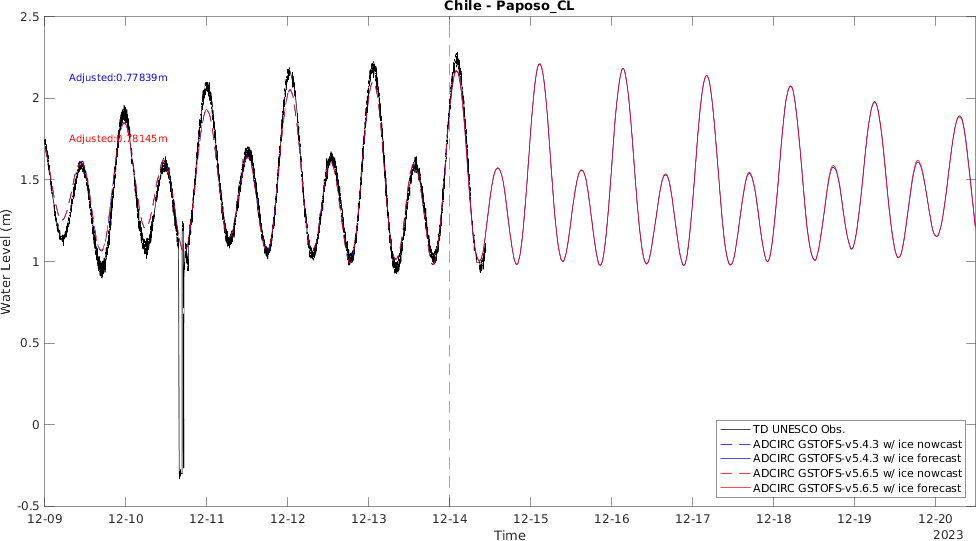 Chile - Paposo_CL
2.5
2
1.5
1
0.5
0
-0.5
Water Level (m)
Adjusted:0.77839m
Adjusted:0.78145m
TD UNESCO Obs.
ADCIRC GSTOFS-v5.4.3 w/ ice nowcast
ADCIRC GSTOFS-v5.4.3 w/ ice forecast
ADCIRC GSTOFS-v5.6.5 w/ ice nowcast
ADCIRC GSTOFS-v5.6.5 w/ ice forecast
12-09 12-10 12-11 12-12 12-13 12-14 12-15 12-16 12-17 12-18 12-19 12-20
2023
Time